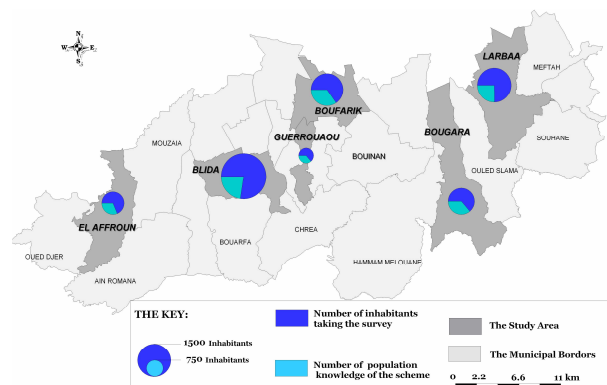 N
W E
S
LARBAA
MEFTAH
BOUFARIK
BOUGARA
GUERROUAOU
SOUHANE
MOUZAIA
BOUINAN
BLIDA
OULED SLAMA
EL AFFROUN
CHREA
BOUARFA
OUED DJER
HAMMAM MELOUANE
AIN ROMANA
THE KEY:
1500 Inhabitants
750 Inhabitants
Number of inhabitants
taking the survey
Number of population
knowledge of the scheme
The Study Area
The Municipal Bordors
0 2.2 6.6 11 km